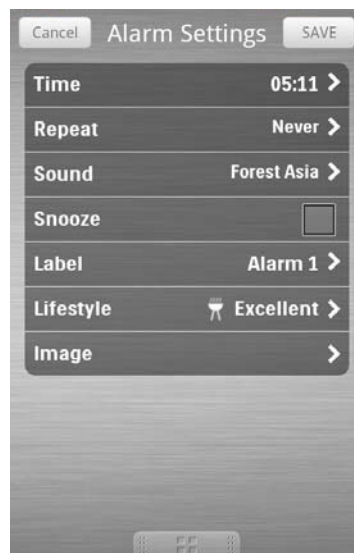 Cancel Alarm Settings SAVE
Time 05:11
Repeat Never
Sound Forest Asia
Snooze
Label Alarm 1
Lifestyle Excellent
Image